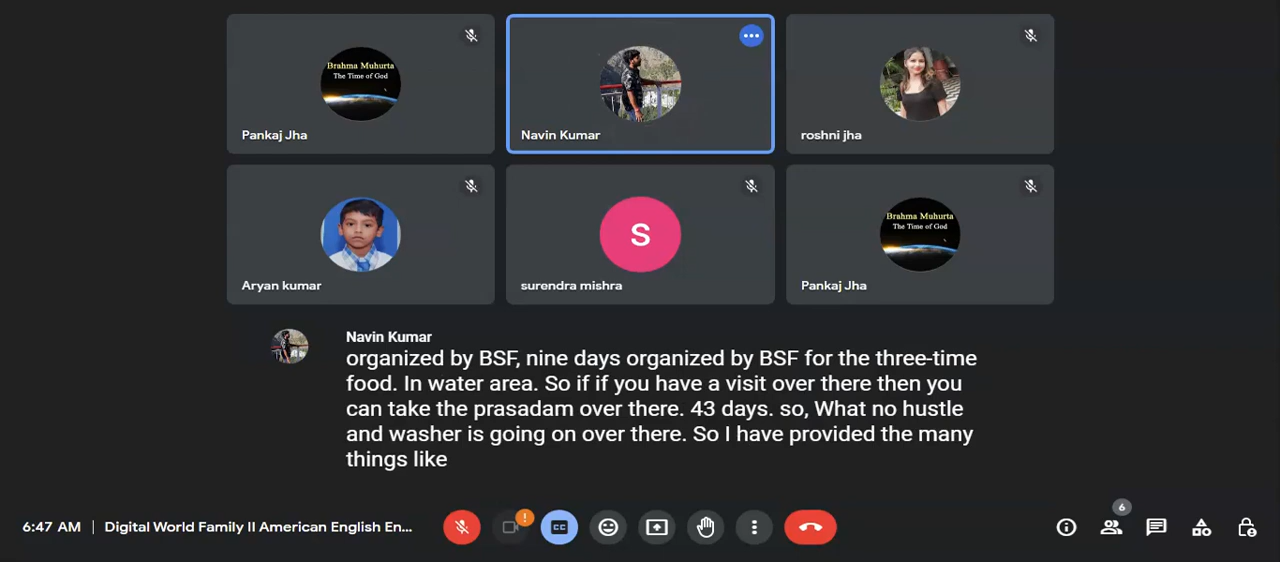 Brahma Muhurta
The Time of God
Pankaj Jha
Navin Kumar
roshni jha
Aryan kumar
S
surendra mishra
Brahma Muhurta
The Time of God
Pankaj Jha
Navin Kumar
organized by BSF, nine days organized by BSF for the three-time
food. In water area. So if if you have a visit over there then you
can take the prasadam over there. 43 days. so, What no hustle
and washer is going on over there. So I have provided the many
things like
6:47 AM | Digital World Family II American English En...
!
CC
6